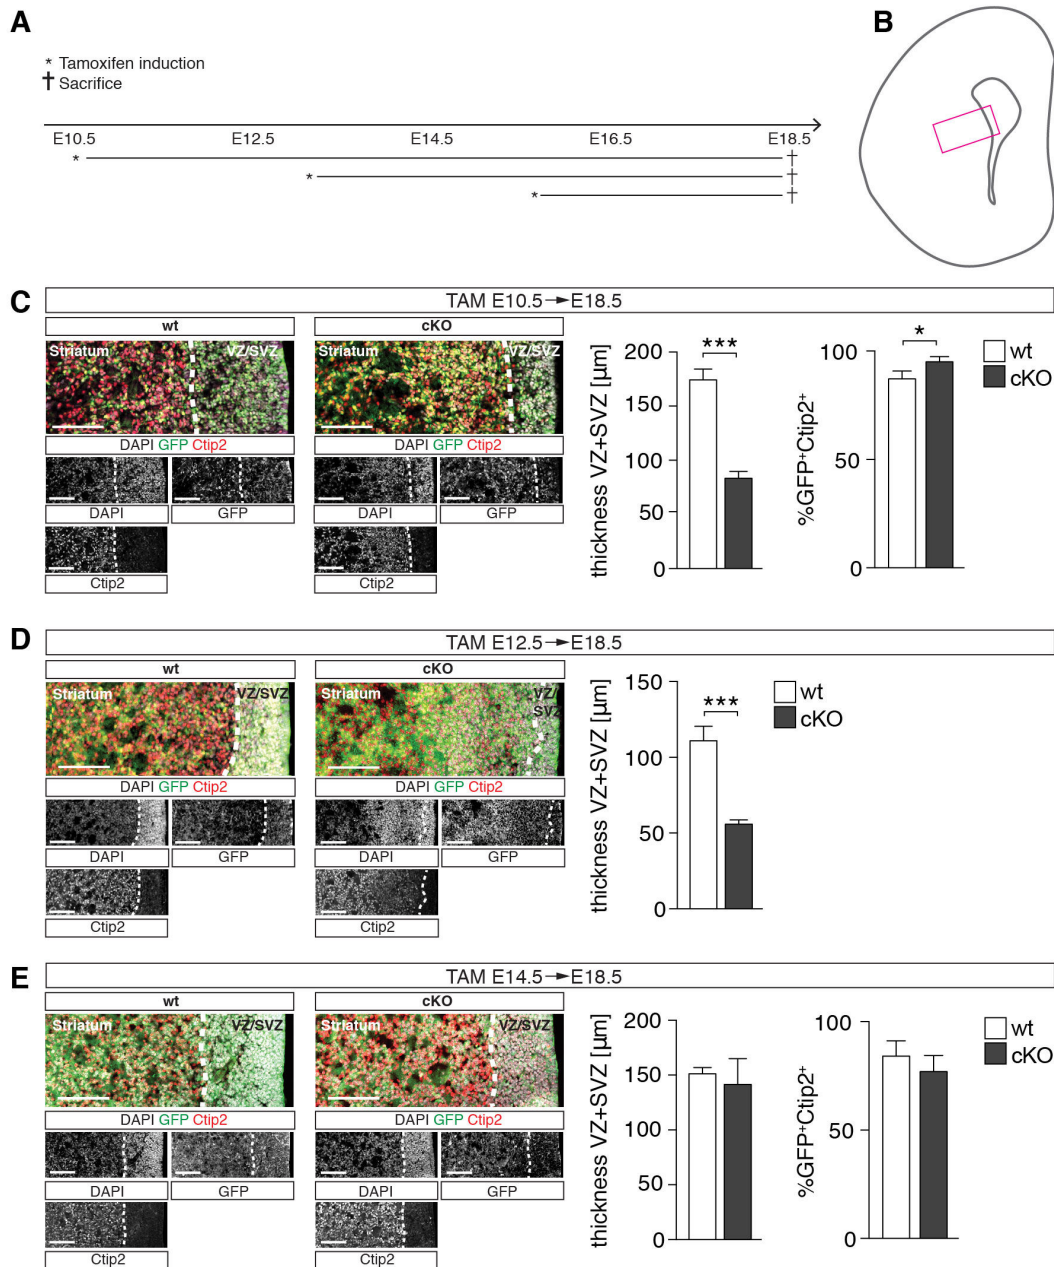 A
* Tamoxifen induction
† Sacrifice
E10.5 E12.5 E14.5 E16.5 E18.5
* †
* †
* †
B
C
TAM E10.5→E18.5
wt
cKO
Striatum VZ/SVZ
Striatum VZ/SVZ
DAPI GFP Ctip2
DAPI GFP Ctip2
DAPI GFP
DAPI GFP
Ctip2
Ctip2
thickness VZ+SVZ [µm]
200
150
100
50
0
***
%GFP⁺Ctip2⁺
100
50
0
*
wt
cKO
D
TAM E12.5→E18.5
wt
cKO
Striatum VZ/SVZ
Striatum VZ/
SVZ
DAPI GFP Ctip2
DAPI GFP Ctip2
DAPI GFP
DAPI GFP
Ctip2
Ctip2
thickness VZ+SVZ [µm]
150
100
50
0
***
wt
cKO
E
TAM E14.5→E18.5
wt
cKO
Striatum VZ/SVZ
Striatum VZ/SVZ
DAPI GFP Ctip2
DAPI GFP Ctip2
DAPI GFP
DAPI GFP
Ctip2
Ctip2
thickness VZ+SVZ [µm]
200
150
100
50
0
%GFP⁺Ctip2⁺
100
50
0
wt
cKO